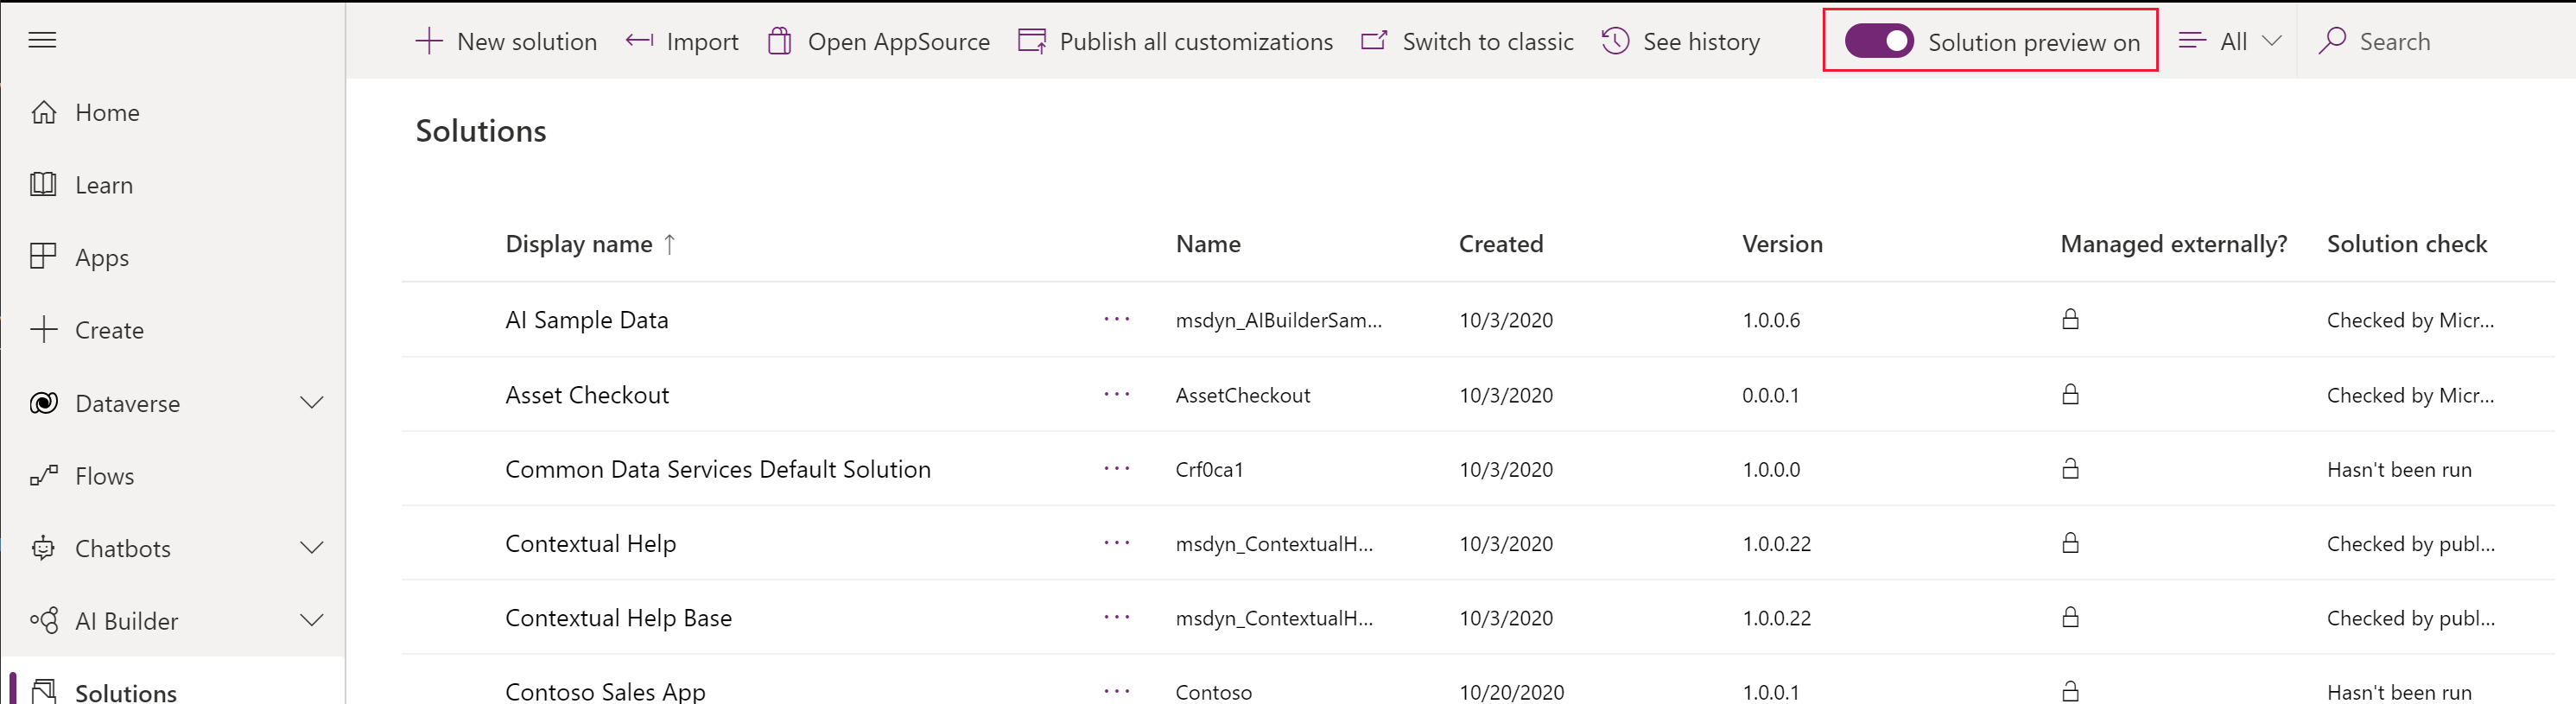 New solution Import Open AppSource Publish all customizations Switch to classic See history Solution preview on All Search
Home
Learn
Apps
Create
Dataverse
Flows
Chatbots
AI Builder
Solutions
Solutions
Display name ↑ Name Created Version Managed externally? Solution check
AI Sample Data ... msdyn_AIBuilderSam... 10/3/2020 1.0.0.6 Checked by Micr...
Asset Checkout ... AssetCheckout 10/3/2020 0.0.0.1 Checked by Micr...
Common Data Services Default Solution ... Crf0ca1 10/3/2020 1.0.0.0 Hasn't been run
Contextual Help ... msdyn_ContextualH... 10/3/2020 1.0.0.22 Checked by publ...
Contextual Help Base ... msdyn_ContextualH... 10/3/2020 1.0.0.22 Checked by publ...
Contoso Sales App ... Contoso 10/20/2020 1.0.0.1 Hasn't been run